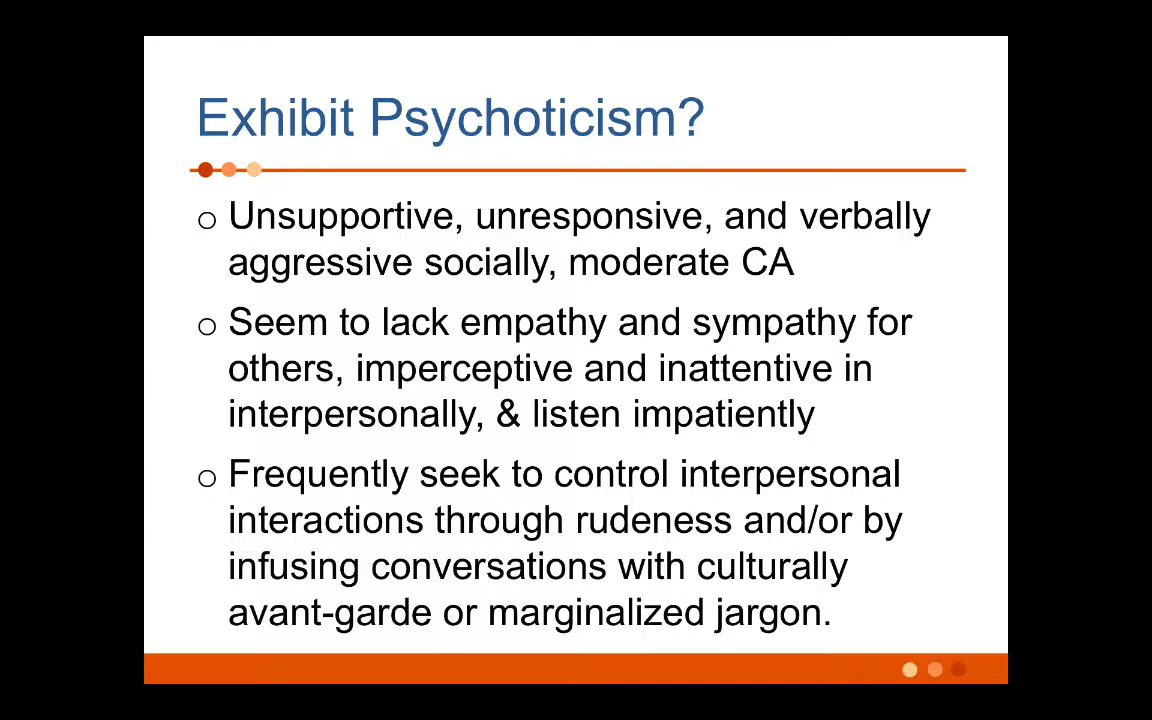 Exhibit Psychoticism?
o Unsupportive, unresponsive, and verbally
aggressive socially, moderate CA
o Seem to lack empathy and sympathy for
others, imperceptive and inattentive in
interpersonally, & listen impatiently
o Frequently seek to control interpersonal
interactions through rudeness and/or by
infusing conversations with culturally
avant-garde or marginalized jargon.